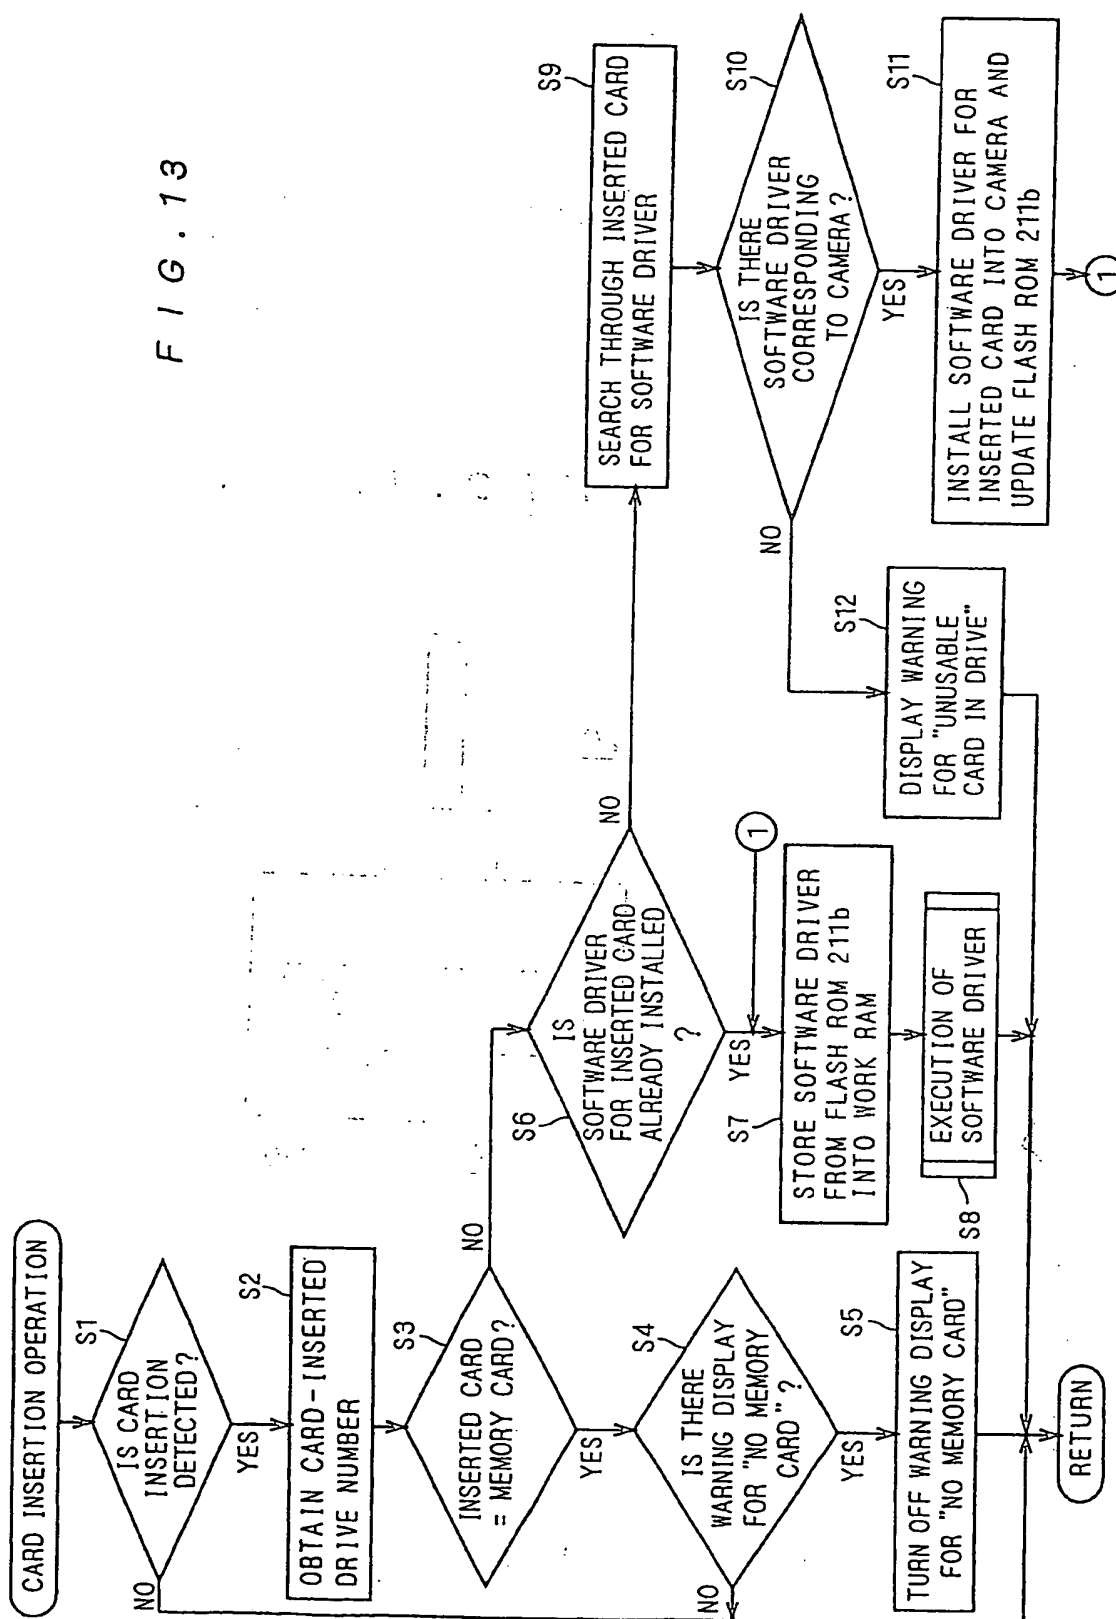 FIG.13
CARD INSERTION OPERATION
S1
IS CARD
INSERTION
DETECTED?
NO
YES
S2
OBTAIN CARD-INSERTED
DRIVE NUMBER
S3
INSERTED CARD
= MEMORY CARD?
NO
YES
S4
IS THERE
WARNING DISPLAY
FOR "NO MEMORY
CARD"?
NO
YES
S5
TURN OFF WARNING DISPLAY
FOR "NO MEMORY CARD"
RETURN
S6
IS
SOFTWARE DRIVER
FOR INSERTED CARD
ALREADY INSTALLED
?
NO
YES
1
S7
STORE SOFTWARE DRIVER
FROM FLASH ROM 211b
INTO WORK RAM
S8
EXECUTION OF
SOFTWARE DRIVER
S9
SEARCH THROUGH INSERTED CARD
FOR SOFTWARE DRIVER
S10
IS THERE
SOFTWARE DRIVER
CORRESPONDING
TO CAMERA?
NO
YES
S12
DISPLAY WARNING
FOR "UNUSABLE
CARD IN DRIVE"
S11
INSTALL SOFTWARE DRIVER FOR
INSERTED CARD INTO CAMERA AND
UPDATE FLASH ROM 211b
1